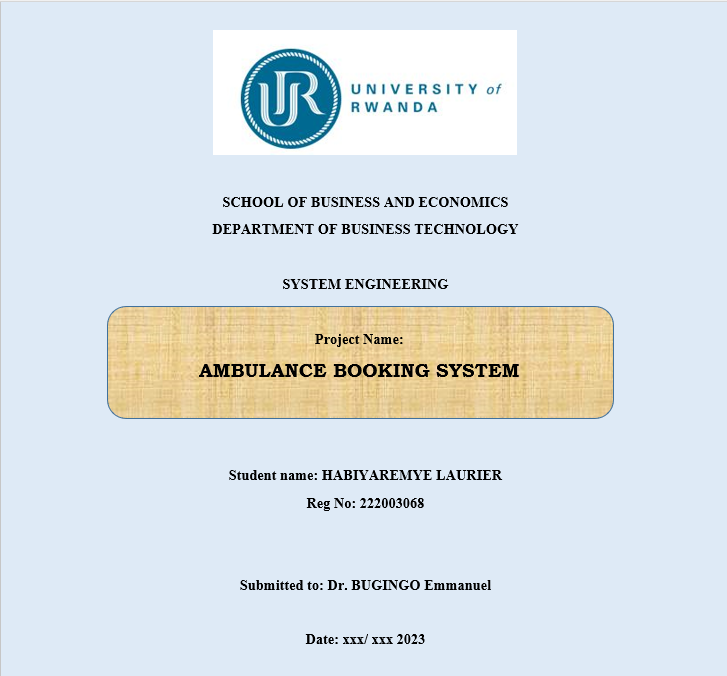 UR
UNIVERSITY of
RWANDA
SCHOOL OF BUSINESS AND ECONOMICS
DEPARTMENT OF BUSINESS TECHNOLOGY
SYSTEM ENGINEERING
Project Name:
AMBULANCE BOOKING SYSTEM
Student name: HABIYAREMYE LAURIER
Reg No: 222003068
Submitted to: Dr. BUGINGO Emmanuel
Date: xxx/ xxx 2023